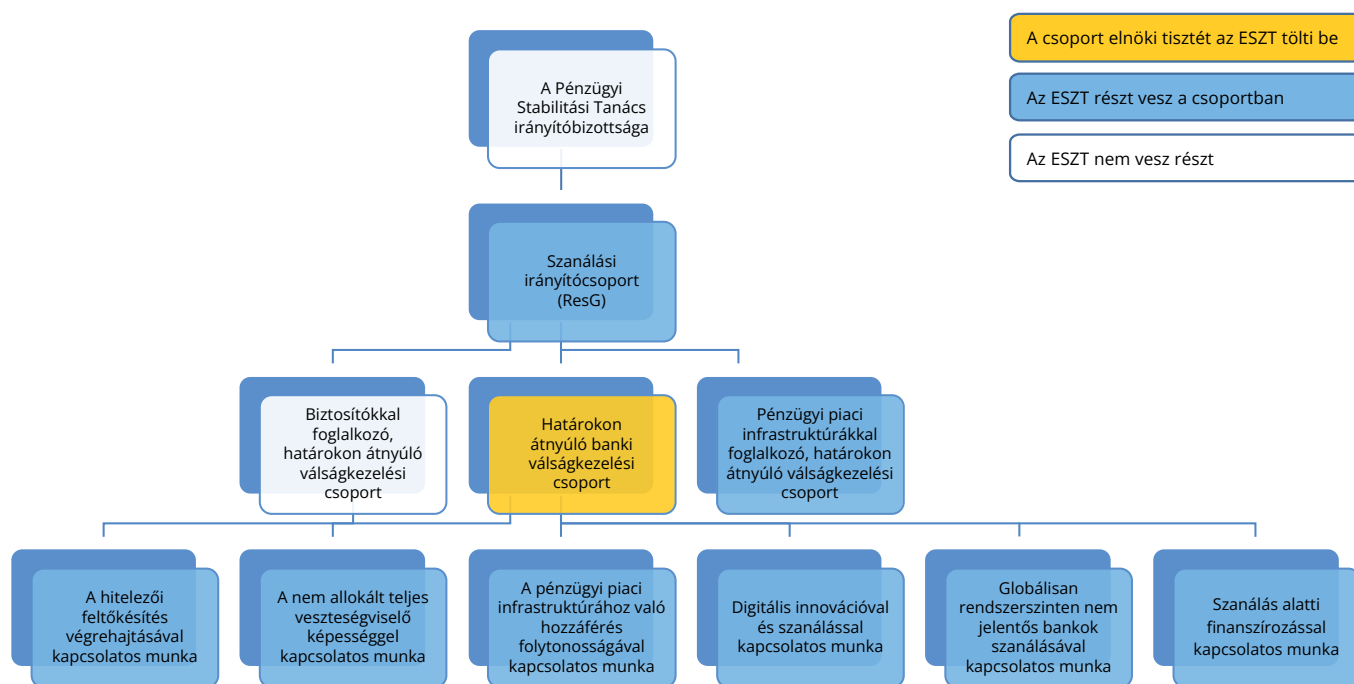 A csoport elnöki tisztét az ESZT tölti be
Az ESZT részt vesz a csoportban
Az ESZT nem vesz részt
A Pénzügyi
Stabilitási Tanács
irányítóbizottsága
Szanálási
irányítócsoport
(ResG)
Biztosítókkal
foglalkozó,
határokon átnyúló
válságkezelési
csoport
Határokon
átnyúló banki
válságkezelési
csoport
Pénzügyi piaci
infrastruktúrákkal
foglalkozó, határokon
átnyúló válságkezelési
csoport
A hitelezői
feltőkésítés
végrehajtásával
kapcsolatos munka
A nem allokált teljes
veszteségviselő
képességgel
kapcsolatos munka
A pénzügyi piaci
infrastruktúrához való
hozzáférés
folytonosságával
kapcsolatos munka
Digitális innovációval
és szanálással
kapcsolatos munka
Globálisan
rendszerszinten nem
jelentős bankok
szanálásával
kapcsolatos munka
Szanálás alatti
finanszírozással
kapcsolatos munka